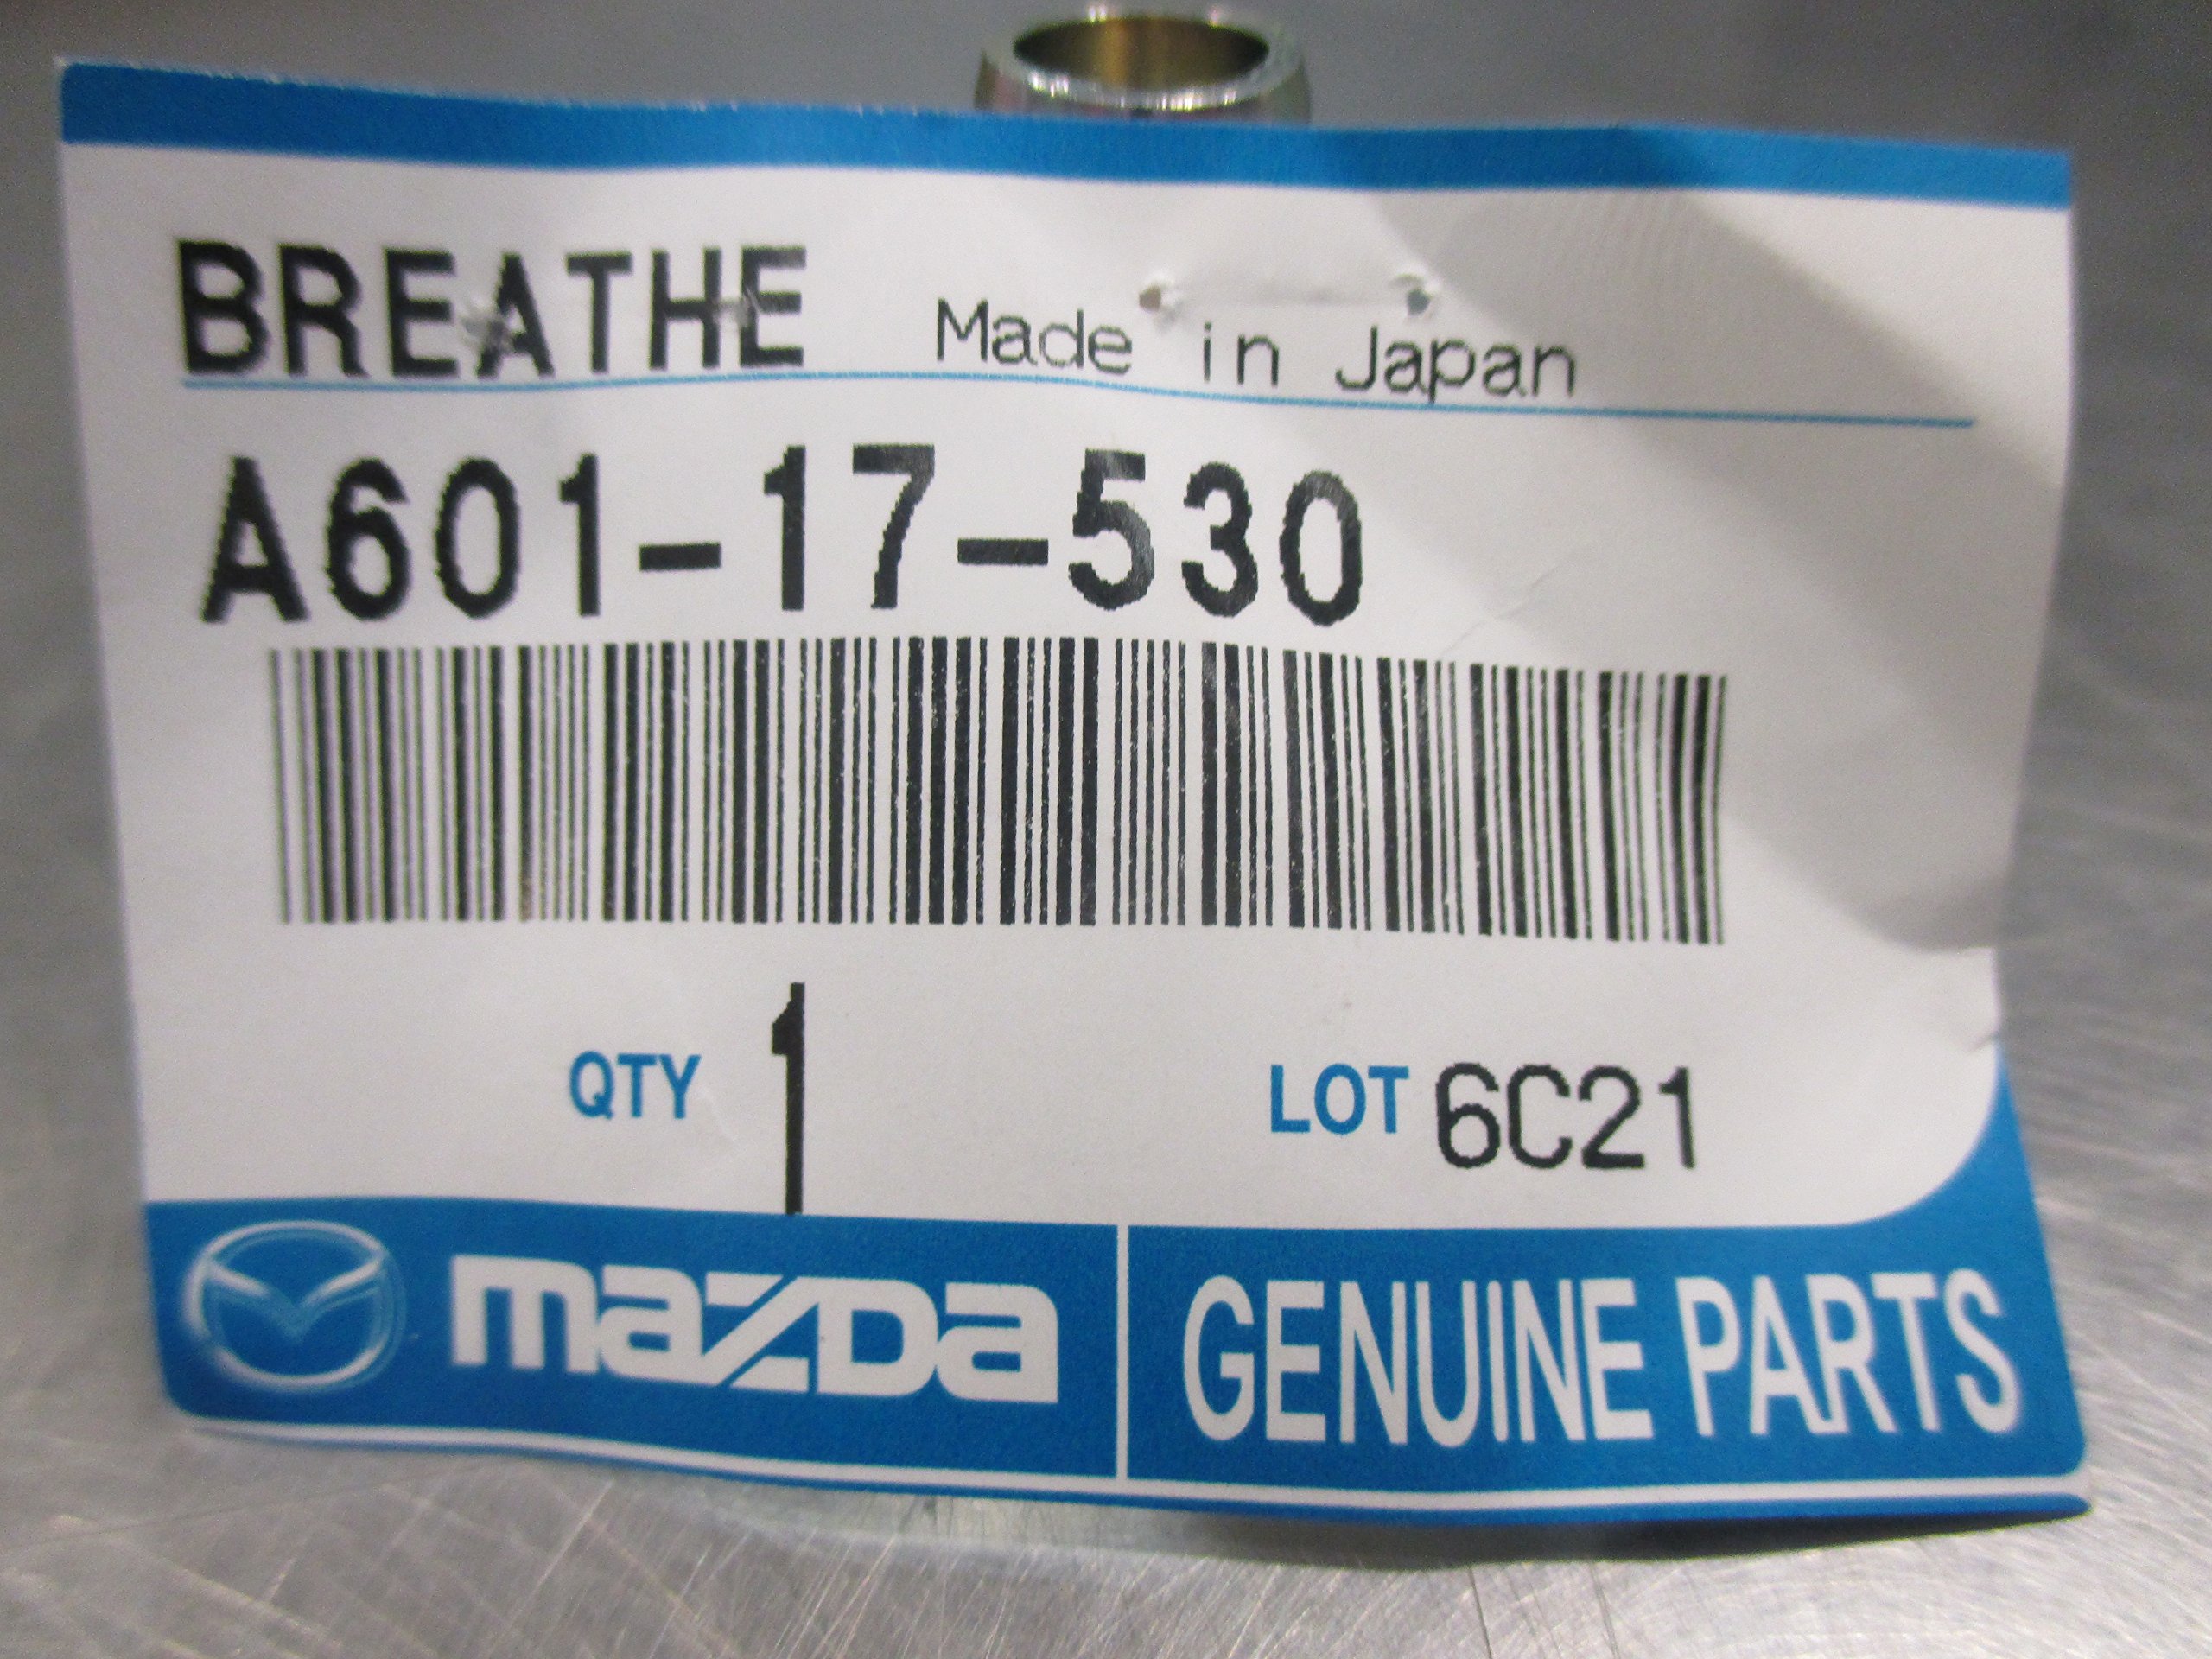 BREATHE Made in Japan
A601-17-530
QTY 1 LOT 6C21
mazDa GENUINE PARTS